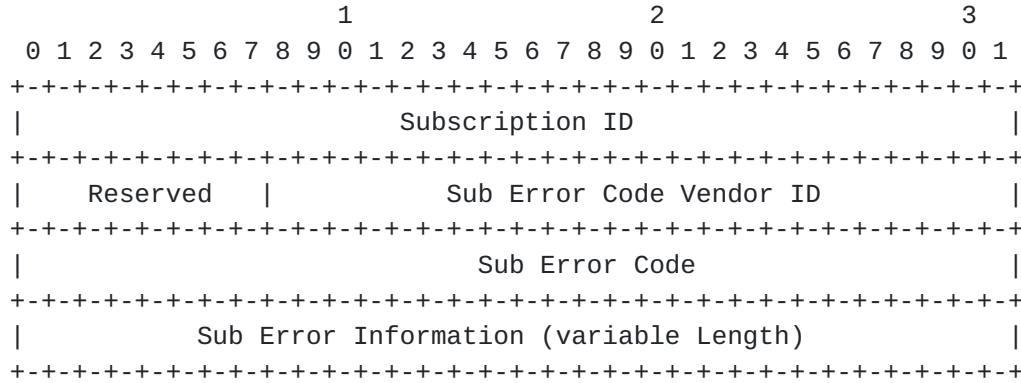 1                   2                   3
 0 1 2 3 4 5 6 7 8 9 0 1 2 3 4 5 6 7 8 9 0 1 2 3 4 5 6 7 8 9 0 1
+-+-+-+-+-+-+-+-+-+-+-+-+-+-+-+-+-+-+-+-+-+-+-+-+-+-+-+-+-+-+-+-+
|                        Subscription ID                        |
+-+-+-+-+-+-+-+-+-+-+-+-+-+-+-+-+-+-+-+-+-+-+-+-+-+-+-+-+-+-+-+-+
|    Reserved   |           Sub Error Code Vendor ID            |
+-+-+-+-+-+-+-+-+-+-+-+-+-+-+-+-+-+-+-+-+-+-+-+-+-+-+-+-+-+-+-+-+
|                             Sub Error Code                    |
+-+-+-+-+-+-+-+-+-+-+-+-+-+-+-+-+-+-+-+-+-+-+-+-+-+-+-+-+-+-+-+-+
|           Sub Error Information (variable Length)             |
+-+-+-+-+-+-+-+-+-+-+-+-+-+-+-+-+-+-+-+-+-+-+-+-+-+-+-+-+-+-+-+-+